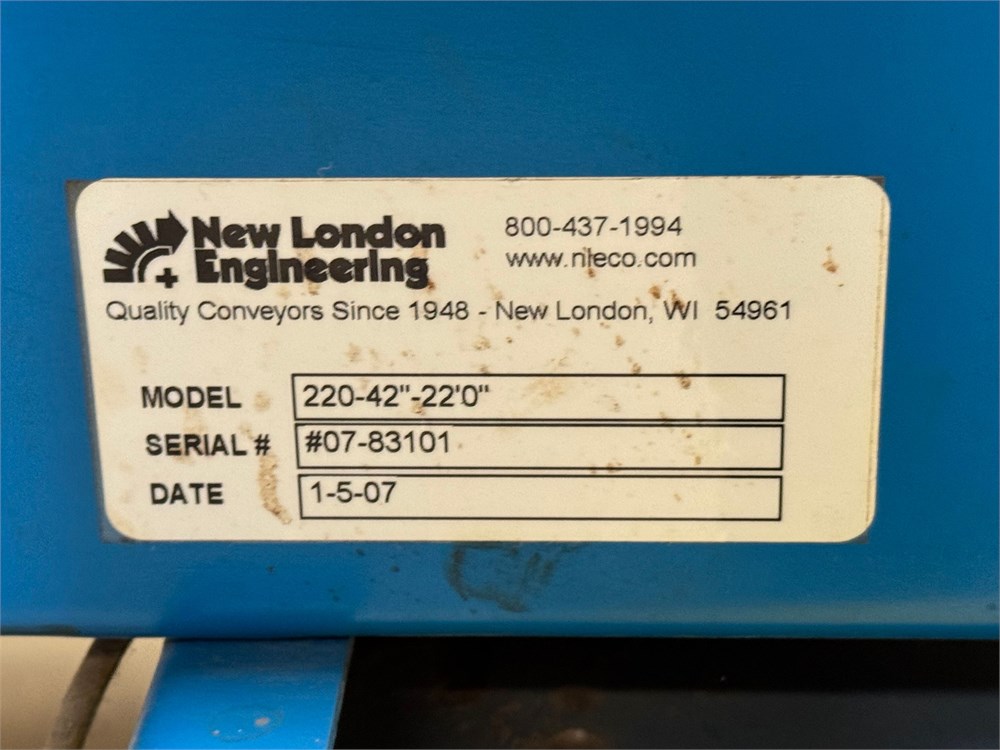 New London
Engineering
800-437-1994
www.nleco.com
Quality Conveyors Since 1948 - New London, WI 54961
MODEL 220-42"-22'0"
SERIAL # #07-83101
DATE 1-5-07